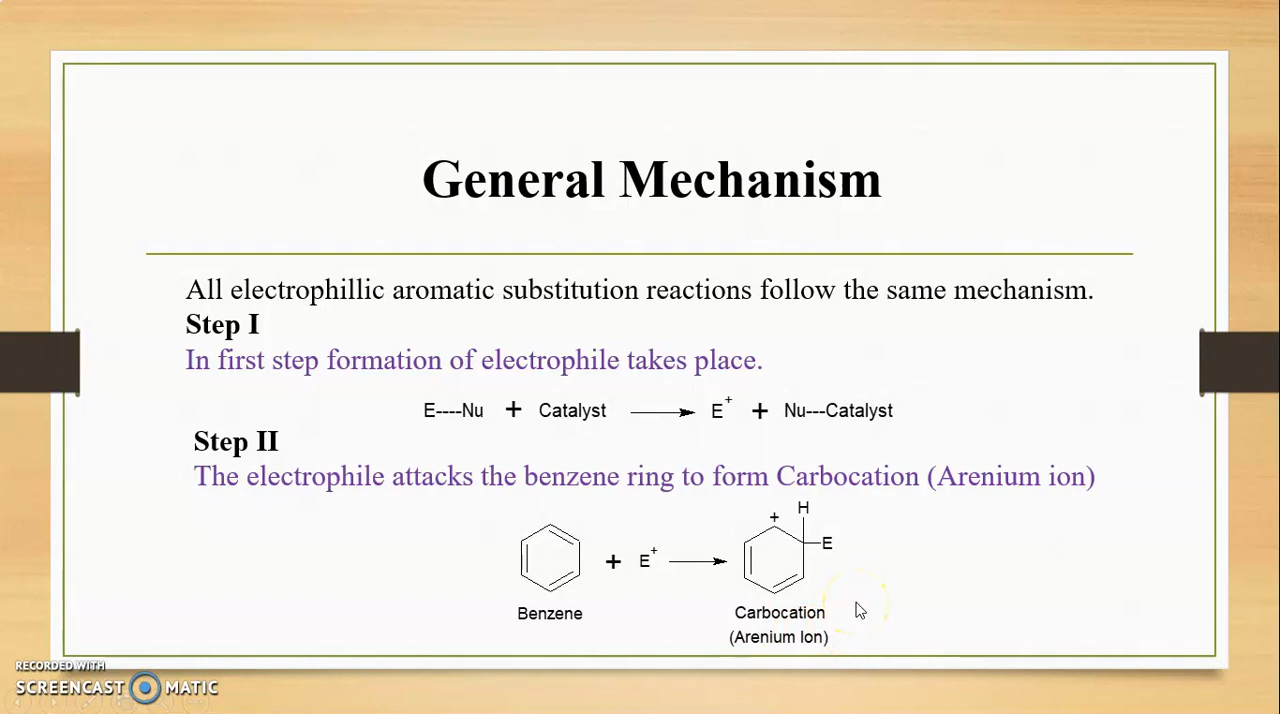 General Mechanism
All electrophillic aromatic substitution reactions follow the same mechanism.
Step I
In first step formation of electrophile takes place.
E----Nu + Catalyst E+ + Nu---Catalyst
Step II
The electrophile attacks the benzene ring to form Carbocation (Arenium ion)
+ H
E
+ E+
Benzene Carbocation
(Arenium Ion)
RECORDED WITH
SCREENCAST MATIC